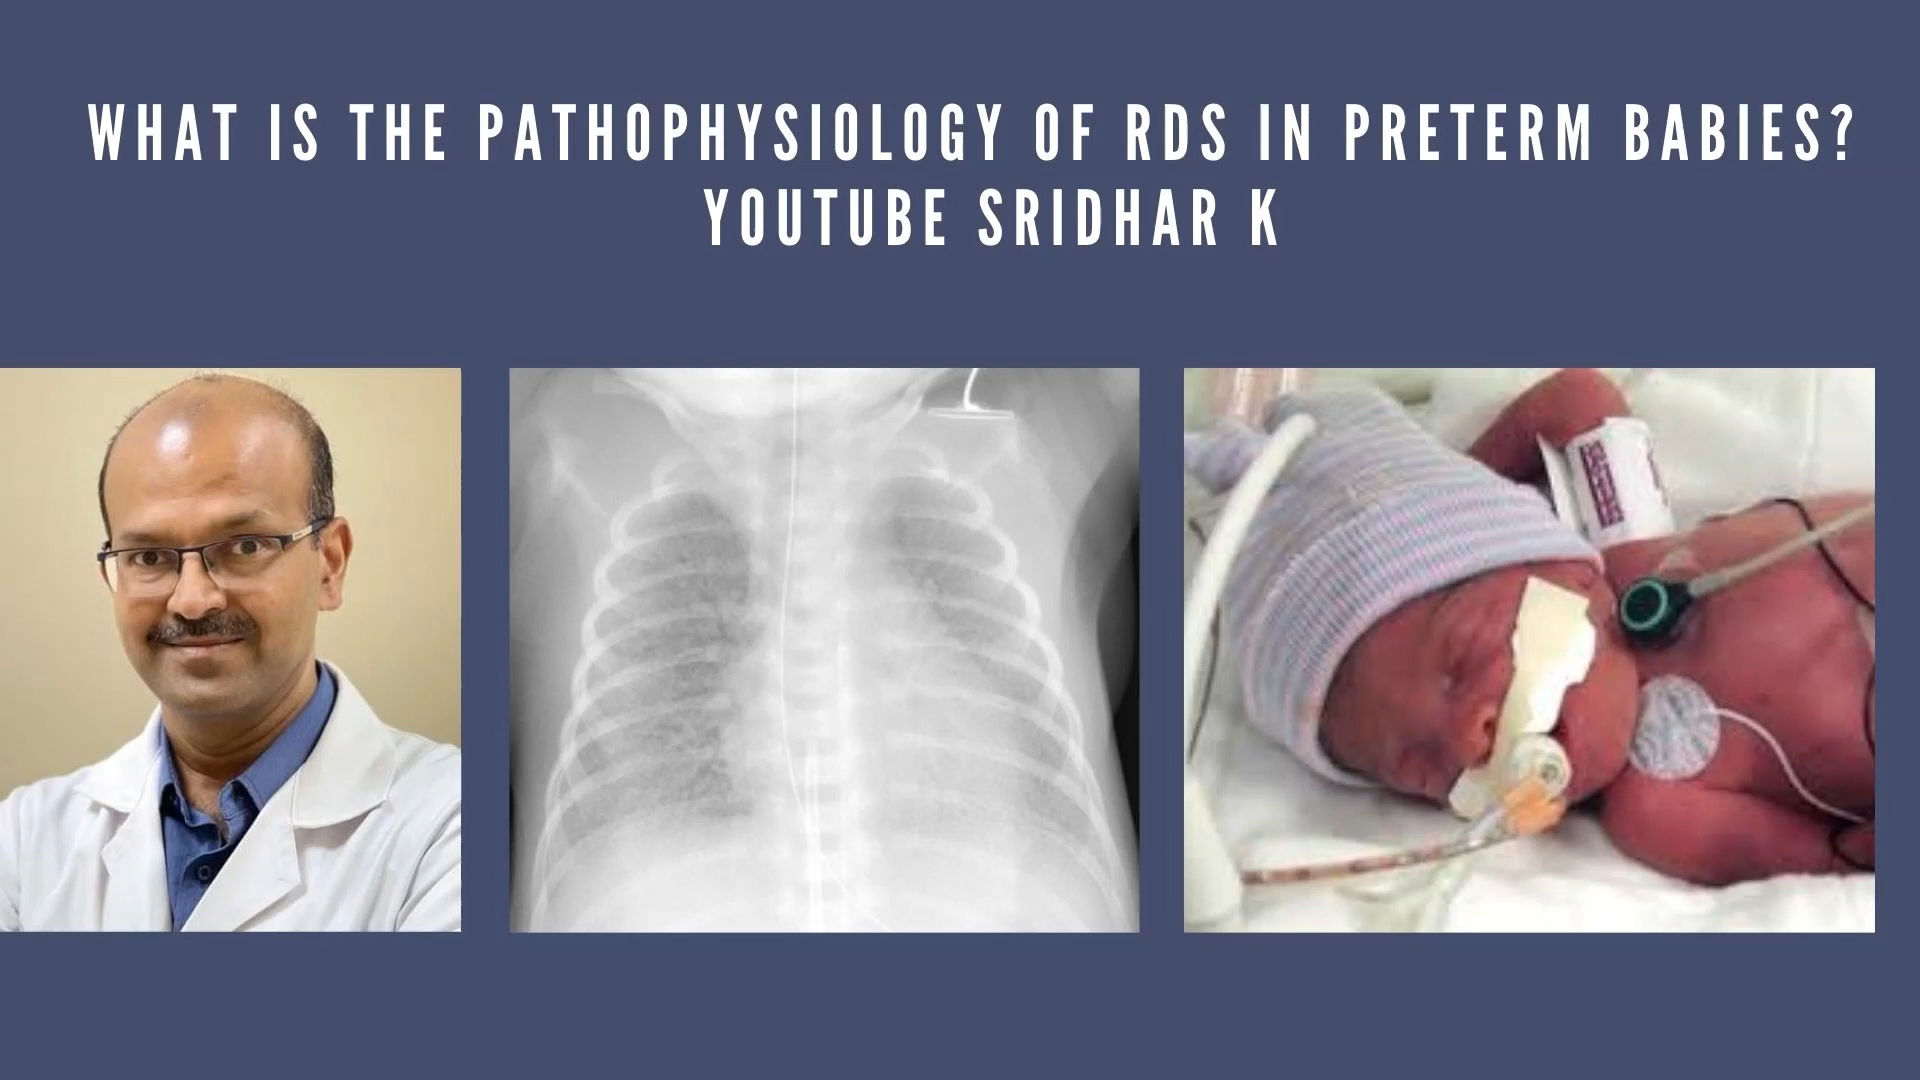 WHAT IS THE PATHOPHYSIOLOGY OF RDS IN PRETERM BABIES?
YOUTUBE SRIDHAR K